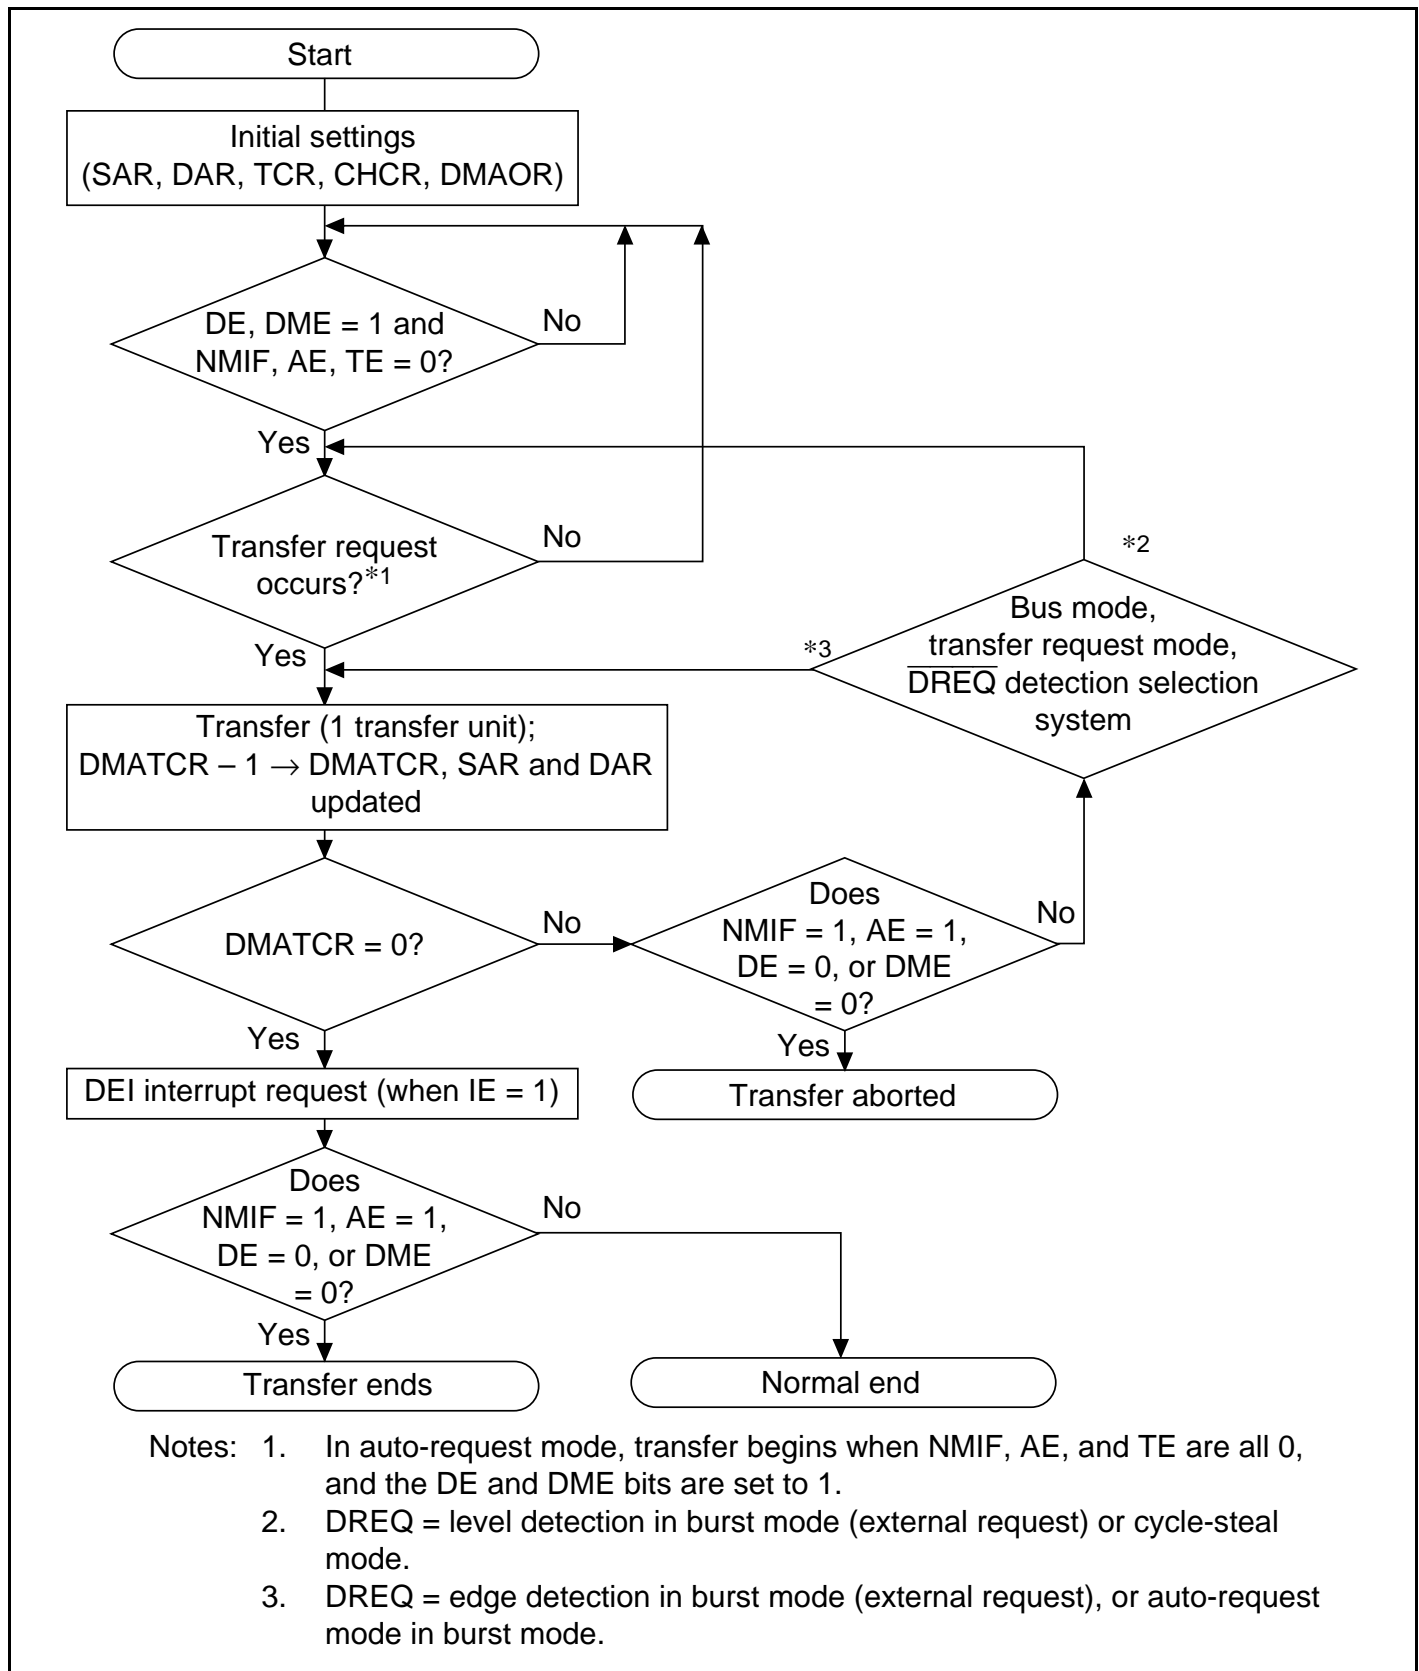 Start
Initial settings
(SAR, DAR, TCR, CHCR, DMAOR)
DE, DME = 1 and
NMIF, AE, TE = 0?
No
Yes
Transfer request
occurs?*1
No
*2
Bus mode,
transfer request mode,
DREQ detection selection
system
*3
Yes
Transfer (1 transfer unit);
DMATCR – 1 → DMATCR, SAR and DAR
updated
DMATCR = 0?
No
Does
NMIF = 1, AE = 1,
DE = 0, or DME
= 0?
No
Yes
Yes
DEI interrupt request (when IE = 1)
Transfer aborted
Does
NMIF = 1, AE = 1,
DE = 0, or DME
= 0?
No
Yes
Transfer ends
Normal end
Notes: 1. In auto-request mode, transfer begins when NMIF, AE, and TE are all 0,
and the DE and DME bits are set to 1.
2. DREQ = level detection in burst mode (external request) or cycle-steal
mode.
3. DREQ = edge detection in burst mode (external request), or auto-request
mode in burst mode.